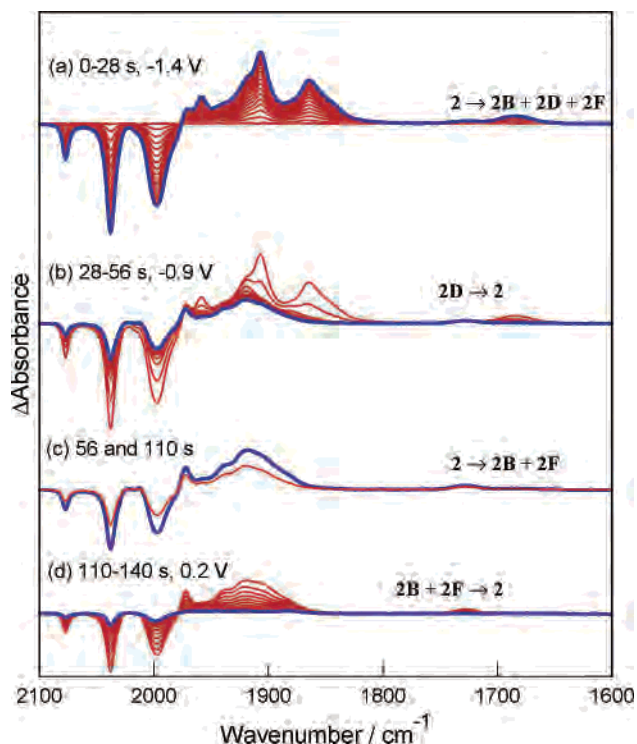 (a) 0-28 s, -1.4 V
2 → 2B + 2D + 2F
(b) 28-56 s, -0.9 V
2D → 2
(c) 56 and 110 s
2 → 2B + 2F
(d) 110-140 s, 0.2 V
2B + 2F → 2
ΔAbsorbance
2100 2000 1900 1800 1700 1600
Wavenumber / cm⁻¹